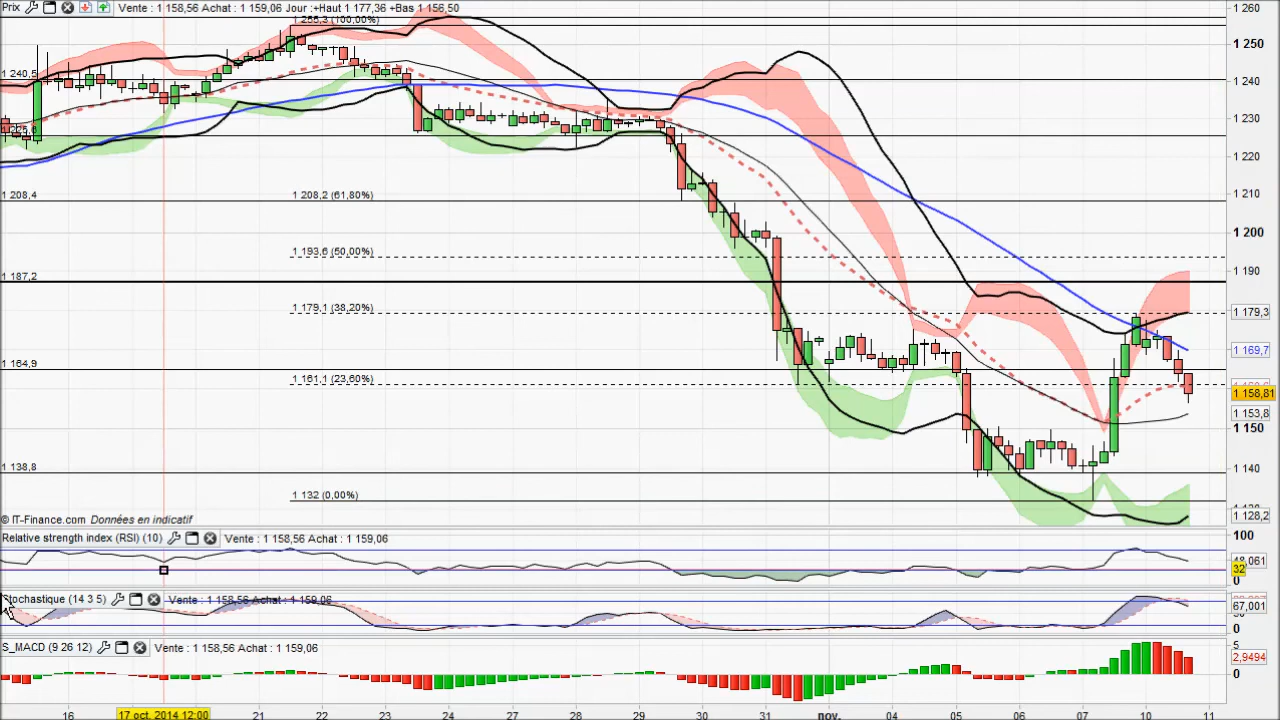 Prix Vente : 1 158,56 Achat : 1 159,06 Jour :+Haut 1 177,36 +Bas 1 156,50
1 255,3 (100,00%)
1 260
1 250
1 240,5
1 240
1 230
1 220
1 208,4
1 208,2 (61,80%)
1 210
1 200
1 193,6 (50,00%)
1 187,2
1 190
1 179,1 (38,20%)
1 179,3
1 169,7
1 164,9
1 161,1 (23,60%)
1 158,81
1 153,8
1 150
1 138,8
1 140
1 132 (0,00%)
© IT-Finance.com Données en indicatif
1 128,2
Relative strength index (RSI) (10) Vente : 1 158,56 Achat : 1 159,06
100
48,061
32
0
Stochastique (14 3 5) Vente : 1 158,56 Achat : 1 159,06
67,001
0
S_MACD (9 26 12) Vente : 1 158,56 Achat : 1 159,06
5
2,9494
0
16 17 oct. 2014 12:00 21 22 23 24 27 28 29 30 31 nov. 04 05 06 07 10 11